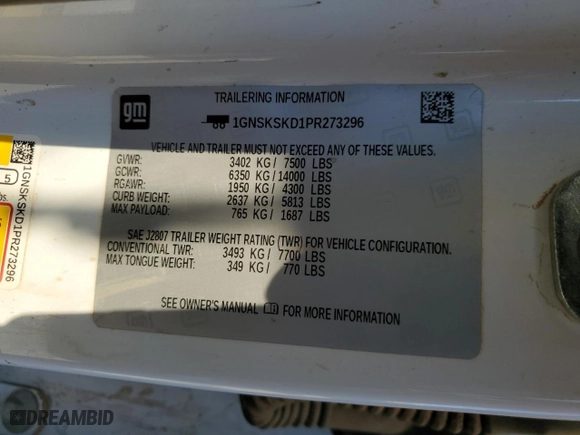 gm
TRAILERING INFORMATION
1GNSKSKD1PR273296
VEHICLE AND TRAILER MUST NOT EXCEED ANY OF THESE VALUES.
GVWR: 3402 KG/ 7500 LBS
GCWR: 6350 KG/14000 LBS
RGAWR: 1950 KG/ 4300 LBS
CURB WEIGHT: 2637 KG/ 5813 LBS
MAX PAYLOAD: 765 KG/ 1687 LBS
SAE J2807 TRAILER WEIGHT RATING (TWR) FOR VEHICLE CONFIGURATION.
CONVENTIONAL TWR: 3493 KG/ 7700 LBS
MAX TONGUE WEIGHT: 349 KG/ 770 LBS
SEE OWNER'S MANUAL FOR MORE INFORMATION
1GNSKSKD1PR273296
5
DREAMBID